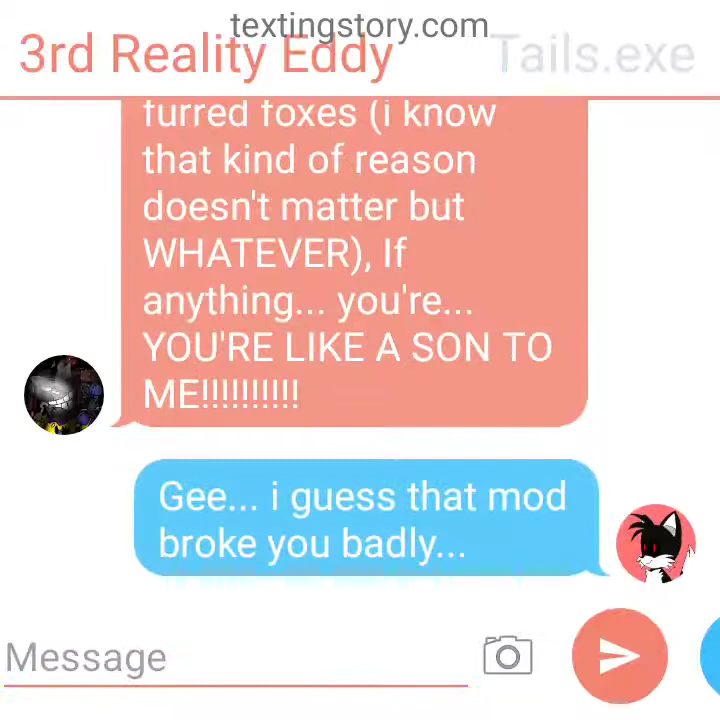 textingstory.com
3rd Reality Eddy
Tails.exe
furred foxes (i know
that kind of reason
doesn't matter but
WHATEVER), If
anything... you're...
YOU'RE LIKE A SON TO
ME!!!!!!!!!!
Gee... i guess that mod
broke you badly...
Message